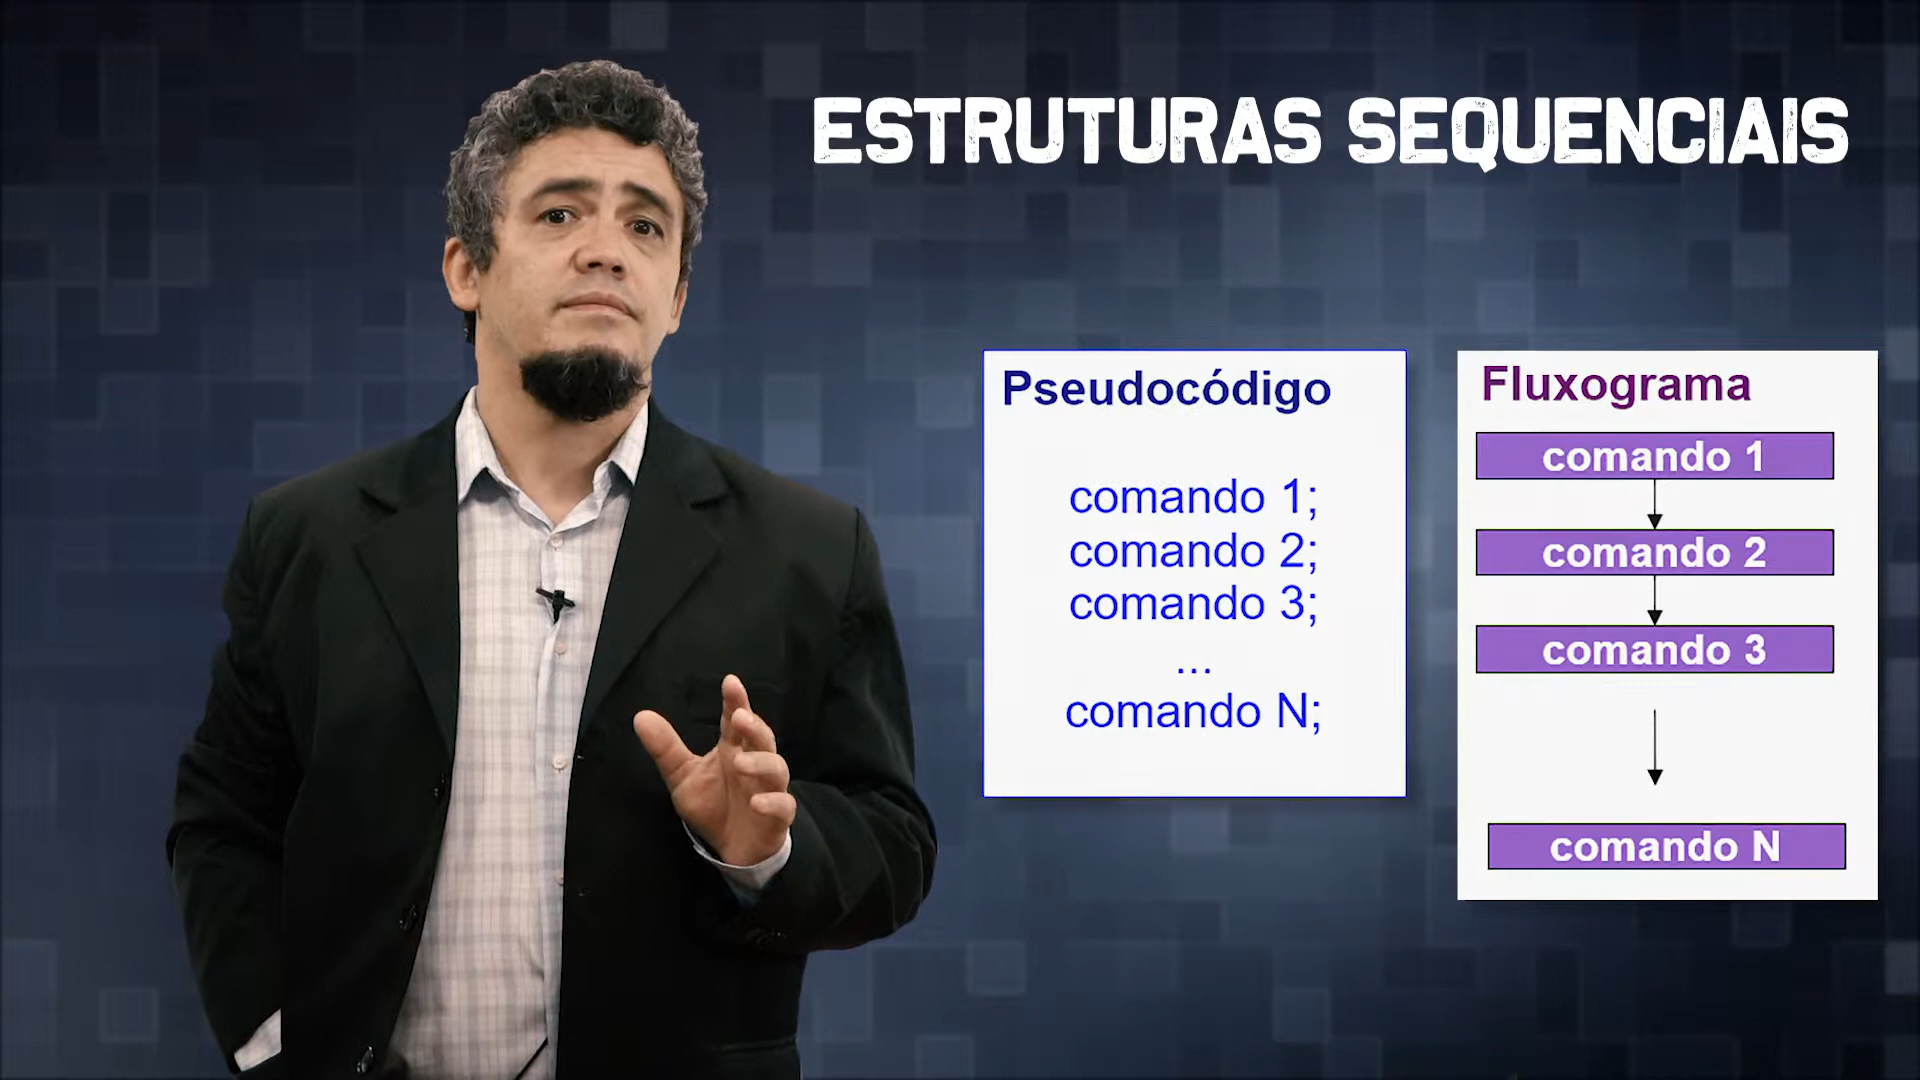 ESTRUTURAS SEQUENCIAIS
Pseudocódigo
comando 1;
comando 2;
comando 3;
...
comando N;
Fluxograma
comando 1
comando 2
comando 3
comando N